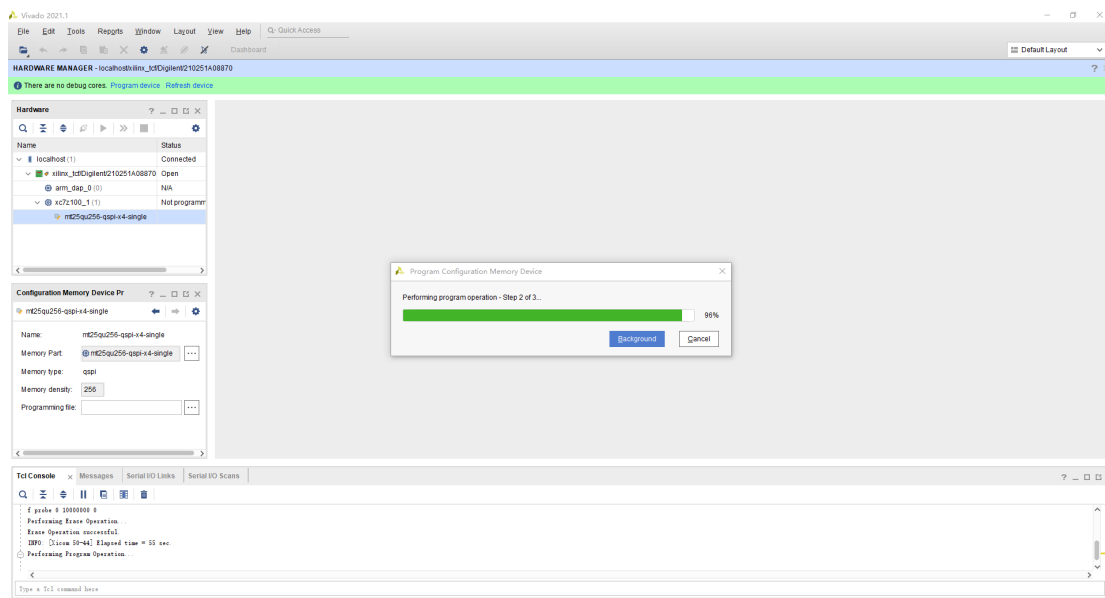 Vivado 2021.1
File Edit Tools Reports Window Layout View Help Q- Quick Access
Dashboard
Default Layout
HARDWARE MANAGER - localhost/xilinx_tcf/Digilent/210251A08870
There are no debug cores. Program device Refresh device
Hardware
Name Status
localhost (1) Connected
xilinx_tcf/Digilent/210251A08870 Open
arm_dap_0 (0) N/A
xc7z100_1 (1) Not programm
mt25qu256-qspi-x4-single
Program Configuration Memory Device
Performing program operation - Step 2 of 3...
96%
Background Cancel
Configuration Memory Device Pr
mt25qu256-qspi-x4-single
Name: mt25qu256-qspi-x4-single
Memory Part: mt25qu256-qspi-x4-single
Memory type: qspi
Memory density: 256
Programming file:
Tcl Console Messages Serial I/O Links Serial I/O Scans
f probe 0 10000000 0
Performing Erase Operation...
Erase Operation successful.
INFO: [Xicom 50-44] Elapsed time = 55 sec.
Performing Program Operation...
Type a Tcl command here